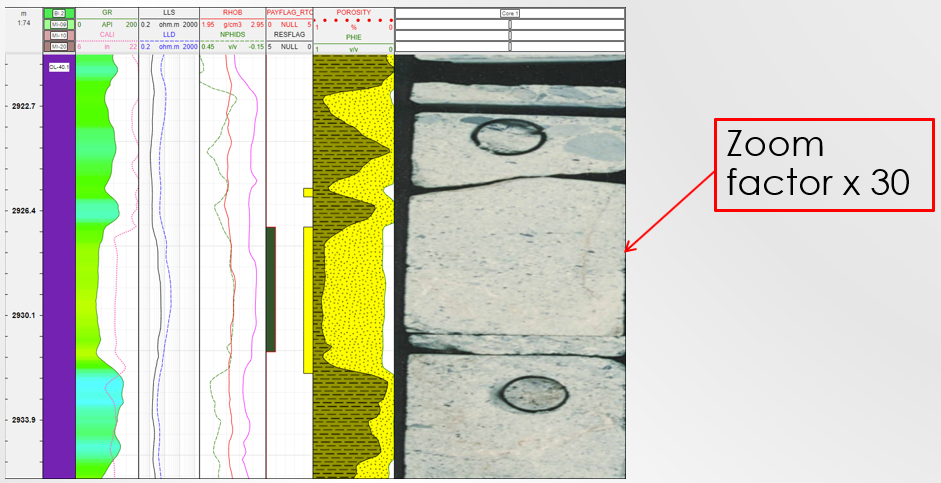 m
1:74
BI.2
MI-09
MI-10
MI-20
GR
0 API 200
CALI
6 in 22
LLS
0.2 ohm.m 2000
LLD
0.2 ohm.m 2000
RHOB
1.95 g/cm3 2.95
NPHIDS
0.45 v/v -0.15
PAYFLAG_RTC
0 NULL 5
RESFLAG
5 NULL 0
POROSITY
1 % 0
PHIE
1 v/v 0
Core 1
OL-40.1
2922.7
2926.4
2930.1
2933.9
Zoom
factor x 30